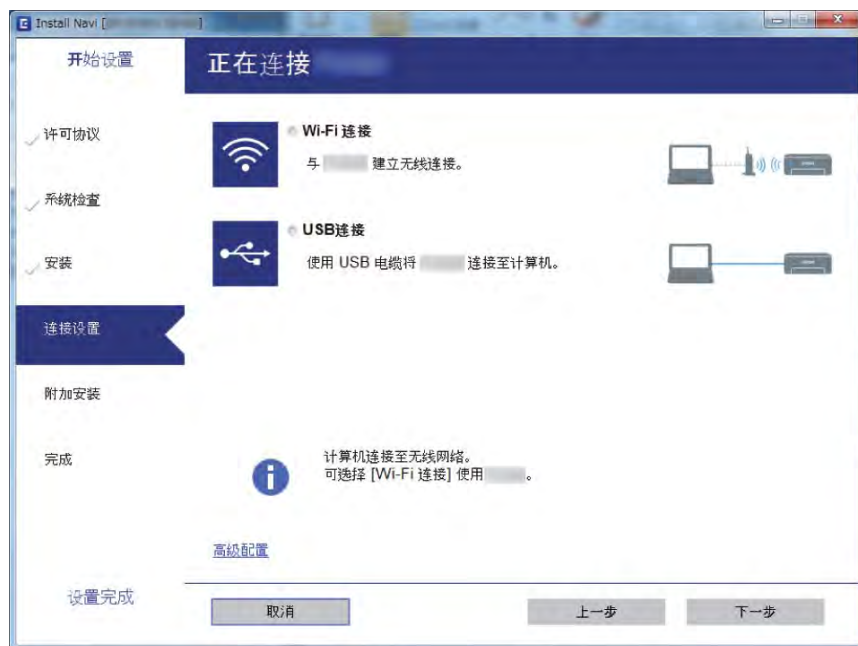 Install Navi [ ]
开始设置
正在连接
许可协议
系统检查
安装
连接设置
附加安装
完成
设置完成
Wi-Fi 连接
与 建立无线连接。
USB连接
使用 USB 电缆将 连接至计算机。
计算机连接至无线网络。
可选择 [Wi-Fi 连接] 使用 。
高级配置
取消
上一步
下一步